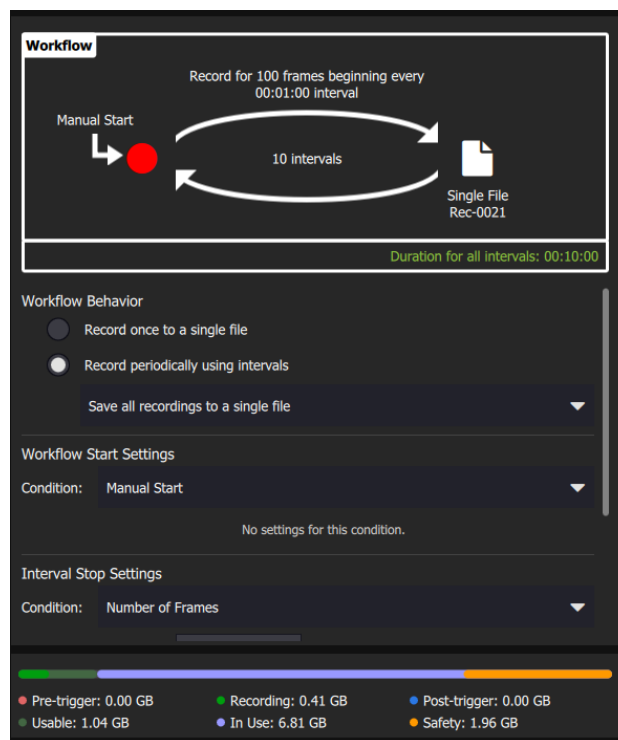 Workflow
Record for 100 frames beginning every
00:01:00 interval
Manual Start
10 intervals
Single File
Rec-0021
Duration for all intervals: 00:10:00
Workflow Behavior
Record once to a single file
Record periodically using intervals
Save all recordings to a single file
Workflow Start Settings
Condition: Manual Start
No settings for this condition.
Interval Stop Settings
Condition: Number of Frames
Pre-trigger: 0.00 GB Recording: 0.41 GB Post-trigger: 0.00 GB
Usable: 1.04 GB In Use: 6.81 GB Safety: 1.96 GB